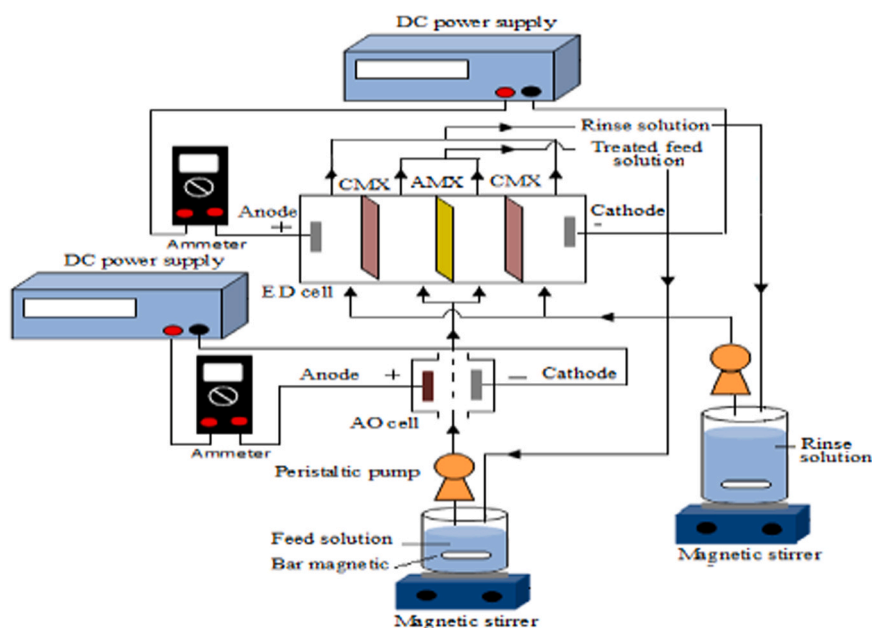 DC power supply
Rinse solution
Treated feed
solution
CMX
AMX
CMX
Anode
+
Cathode
-
Ammeter
DC power supply
ED cell
Anode
+
−
Cathode
AO cell
Ammeter
Peristaltic pump
Rinse
solution
Feed solution
Bar magnetic
Magnetic stirrer
Magnetic stirrer